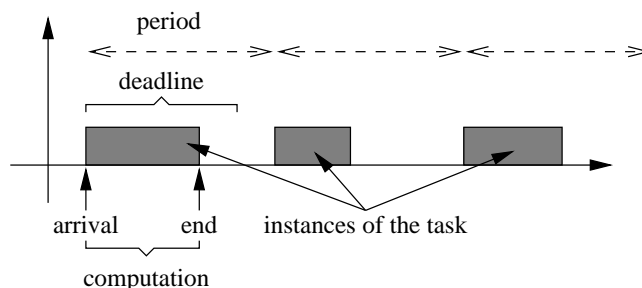 period
deadline
arrival end instances of the task
computation